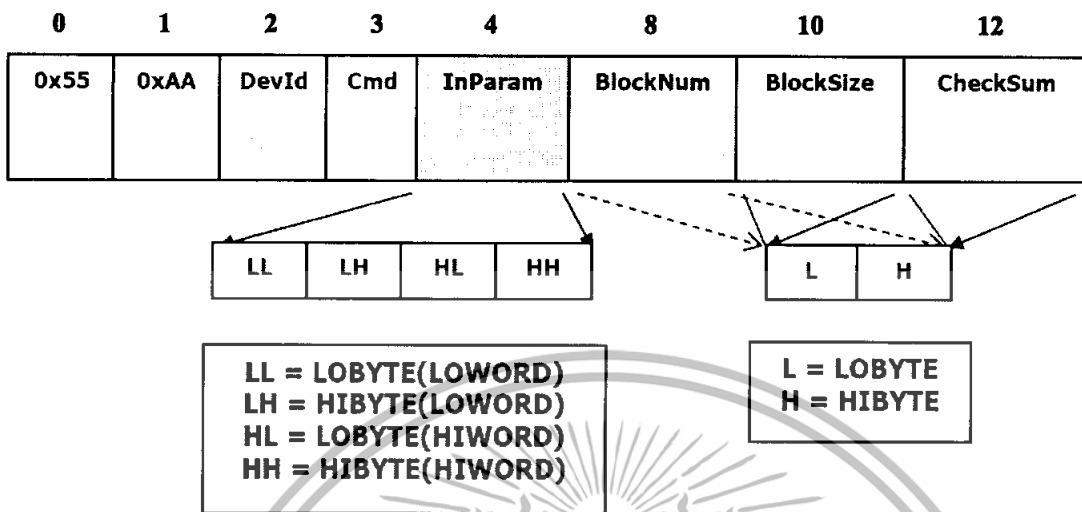 0 1 2 3 4 8 10 12
0x55 0xAA DevId Cmd InParam BlockNum BlockSize CheckSum
LL LH HL HH L H
LL = LOBYTE(LOWORD)
LH = HIBYTE(LOWORD)
HL = LOBYTE(HIWORD)
HH = HIBYTE(HIWORD)
L = LOBYTE
H = HIBYTE